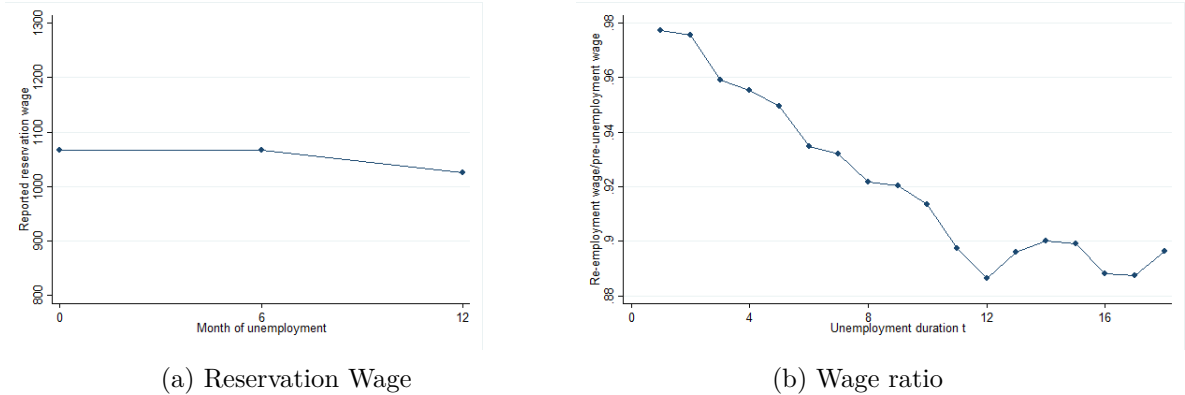 Reported reservation wage
1300
1200
1100
1000
900
800
0 6 12
Month of unemployment
(a) Reservation Wage
Re-employment wage/pre-unemployment wage
.98
.96
.94
.92
.9
.88
0 4 8 12 16
Unemployment duration t
(b) Wage ratio